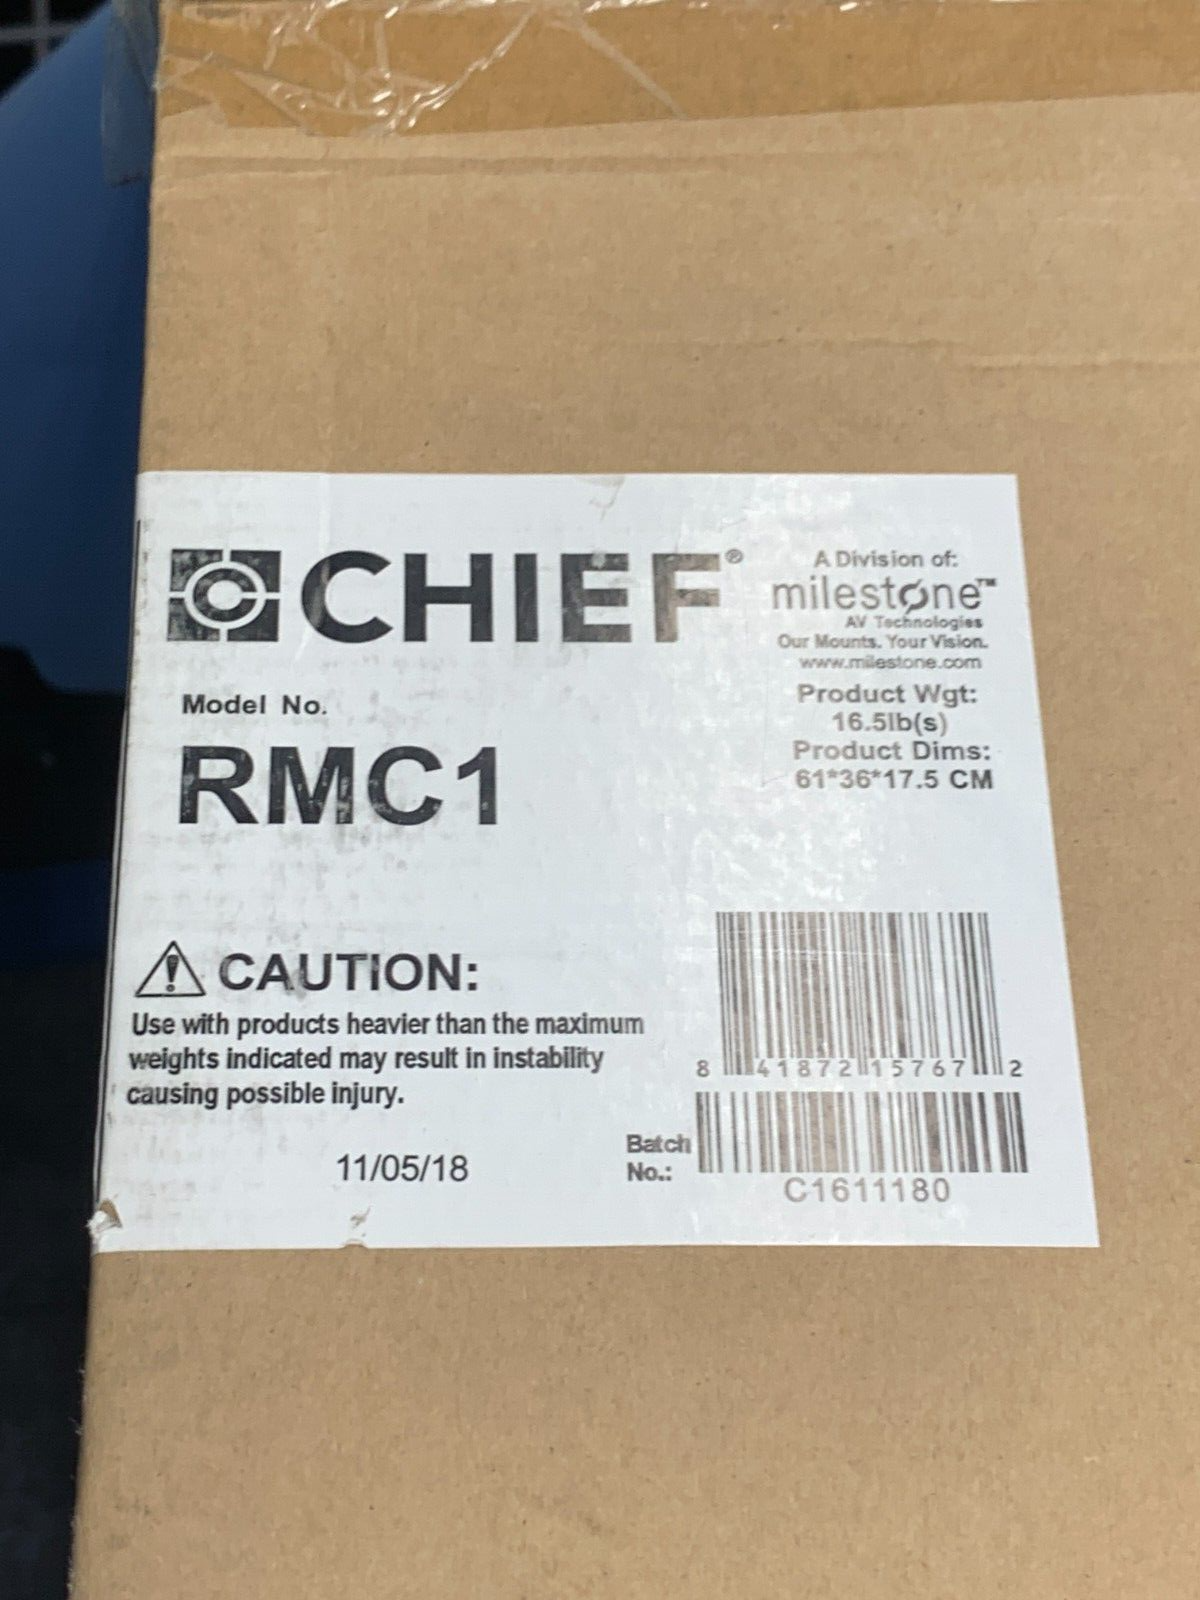 CHIEF®
A Division of:
milestone™
AV Technologies
Our Mounts. Your Vision.
www.milestone.com
Model No.
RMC1
Product Wgt:
16.5lb(s)
Product Dims:
61*36*17.5 CM
CAUTION:
Use with products heavier than the maximum
weights indicated may result in instability
causing possible injury.
11/05/18
8 41872 15767 2
Batch
No.:
C1611180